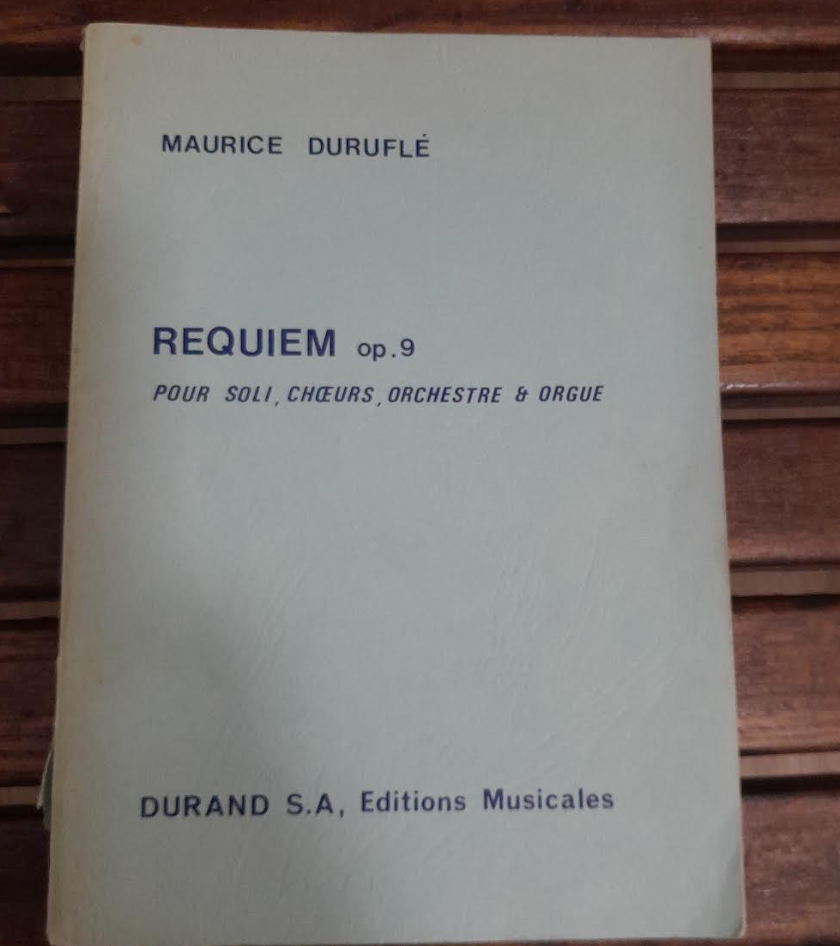 MAURICE DURUFLÉ
REQUIEM op.9
POUR SOLI, CHŒURS, ORCHESTRE & ORGUE
DURAND S.A, Editions Musicales